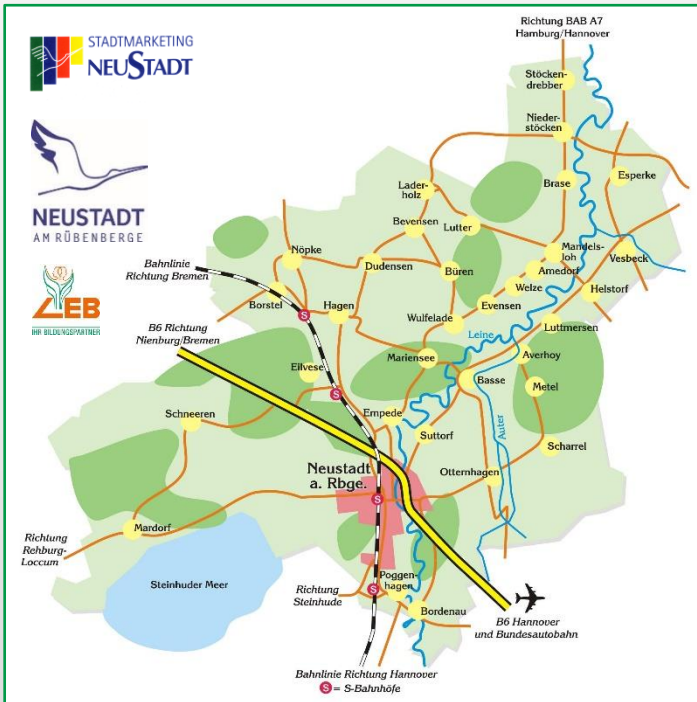 STADTMARKETING
NEUSTADT
NEUSTADT
AM RÜBENBERGE
LEB
IHR BILDUNGSPARTNER
Richtung BAB A7
Hamburg/Hannover
Stöcken-
drebber
Nieder-
stöcken
Esperke
Brase
Lader-
holz
Bevensen
Lutter
Mandels-
loh
Vesbeck
Nöpke
Dudensen
Büren
Amedorf
Welze
Helstorf
Bahnlinie
Richtung Bremen
Borstel
S
Hagen
Evensen
Wulfelade
Luttmersen
Leine
B6 Richtung
Nienburg/Bremen
Mariensee
Averhoy
Eilvese
Basse
Metel
S
Schneeren
Empede
Suttorf
Auter
Scharrel
Neustadt
a. Rbge.
Otternhagen
S
Mardorf
Richtung
Rehburg-
Loccum
Steinhuder Meer
Poggen-
hagen
S
Richtung
Steinhude
Bordenau
B6 Hannover
und Bundesautobahn
Bahnlinie Richtung Hannover
S = S-Bahnhöfe